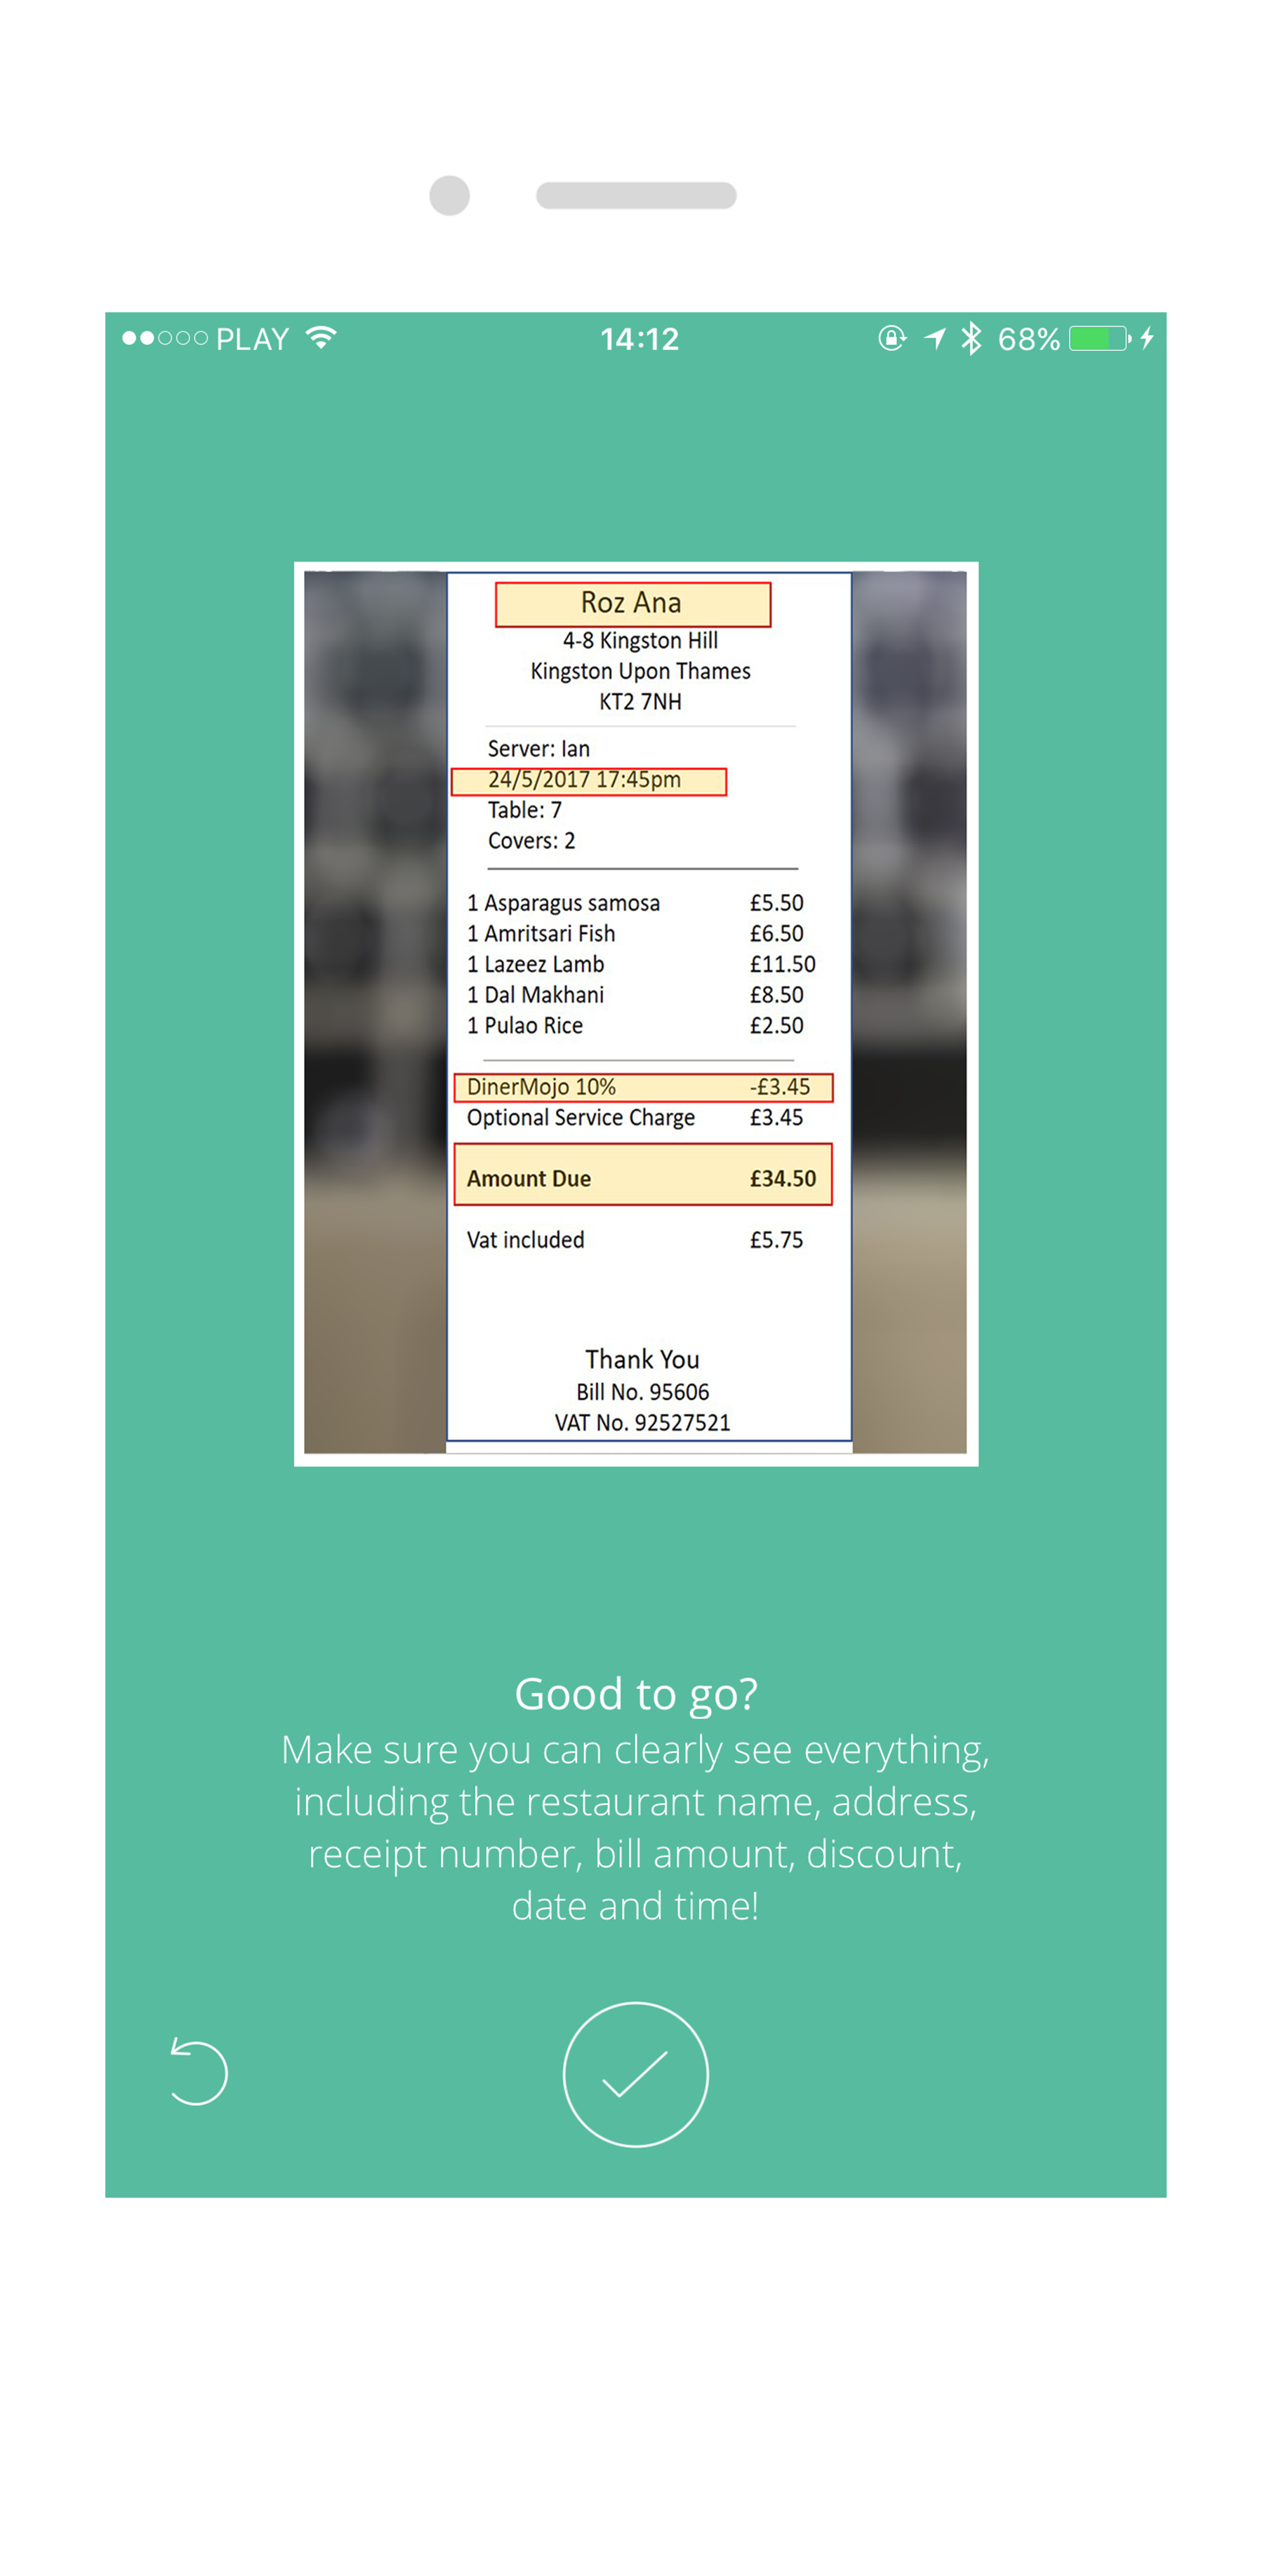 PLAY 14:12 68%
Roz Ana
4-8 Kingston Hill
Kingston Upon Thames
KT2 7NH
Server: Ian
24/5/2017 17:45pm
Table: 7
Covers: 2
1 Asparagus samosa £5.50
1 Amritsari Fish £6.50
1 Lazeez Lamb £11.50
1 Dal Makhani £8.50
1 Pulao Rice £2.50
DinerMojo 10% -£3.45
Optional Service Charge £3.45
Amount Due £34.50
Vat included £5.75
Thank You
Bill No. 95606
VAT No. 92527521
Good to go?
Make sure you can clearly see everything,
including the restaurant name, address,
receipt number, bill amount, discount,
date and time!